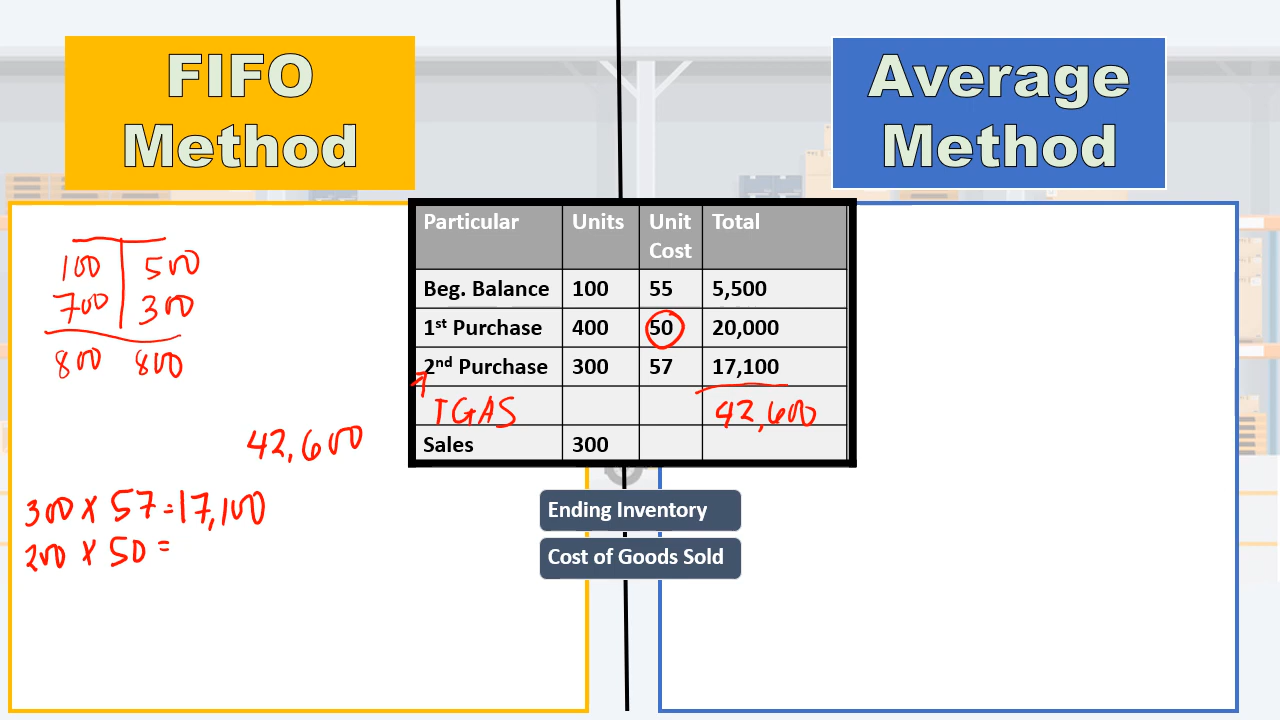 FIFO
Method
Average
Method
Particular Units Unit Cost Total
Beg. Balance 100 55 5,500
1st Purchase 400 50 20,000
2nd Purchase 300 57 17,100
TGAS 42,600
Sales 300
100 500
700 300
800 800
42,600
300 x 57 = 17,100
200 x 50 =
Ending Inventory
Cost of Goods Sold